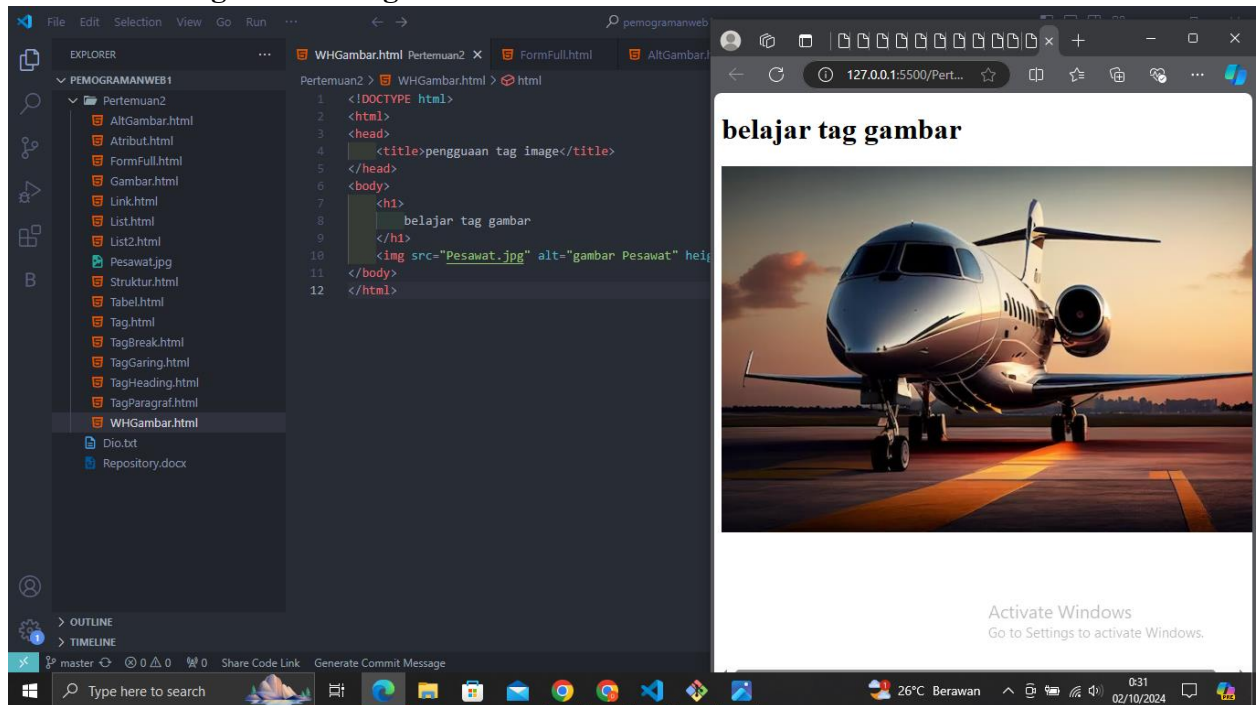 File Edit Selection View Go Run ··· pemogramanweb
EXPLORER ···
PEMOGRAMANWEB1
Pertemuan2
AltGambar.html
Atribut.html
FormFull.html
Gambar.html
Link.html
List.html
List2.html
Pesawat.jpg
Struktur.html
Tabel.html
Tag.html
TagBreak.html
TagGaring.html
TagHeading.html
TagParagraf.html
WHGambar.html
Dio.txt
Repository.docx
OUTLINE
TIMELINE
WHGambar.html Pertemuan2 FormFull.html AltGambar.h
Pertemuan2 > WHGambar.html > html
1 <!DOCTYPE html>
2 <html>
3 <head>
4 <title>pengguaan tag image</title>
5 </head>
6 <body>
7 <h1>
8 belajar tag gambar
9 </h1>
10 <img src="Pesawat.jpg" alt="gambar Pesawat" heig
11 </body>
12 </html>
127.0.0.1:5500/Pert...
belajar tag gambar
Activate Windows
Go to Settings to activate Windows.
master 0 0 0 Share Code Link Generate Commit Message
Type here to search
26°C Berawan
0:31
02/10/2024